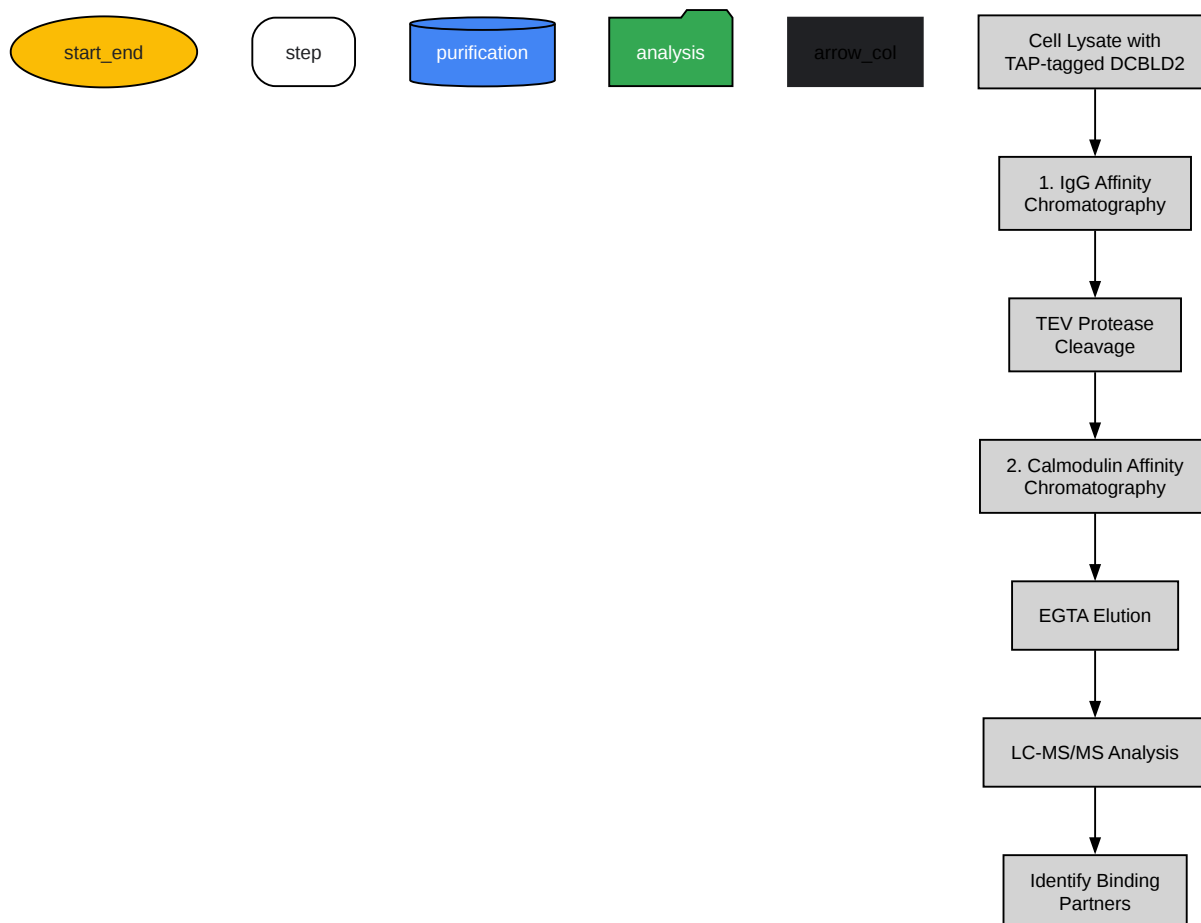 start_end
step
purification
analysis
arrow_col
Cell Lysate with
TAP-tagged DCBLD2
1. IgG Affinity
Chromatography
TEV Protease
Cleavage
2. Calmodulin Affinity
Chromatography
EGTA Elution
LC-MS/MS Analysis
Identify Binding
Partners